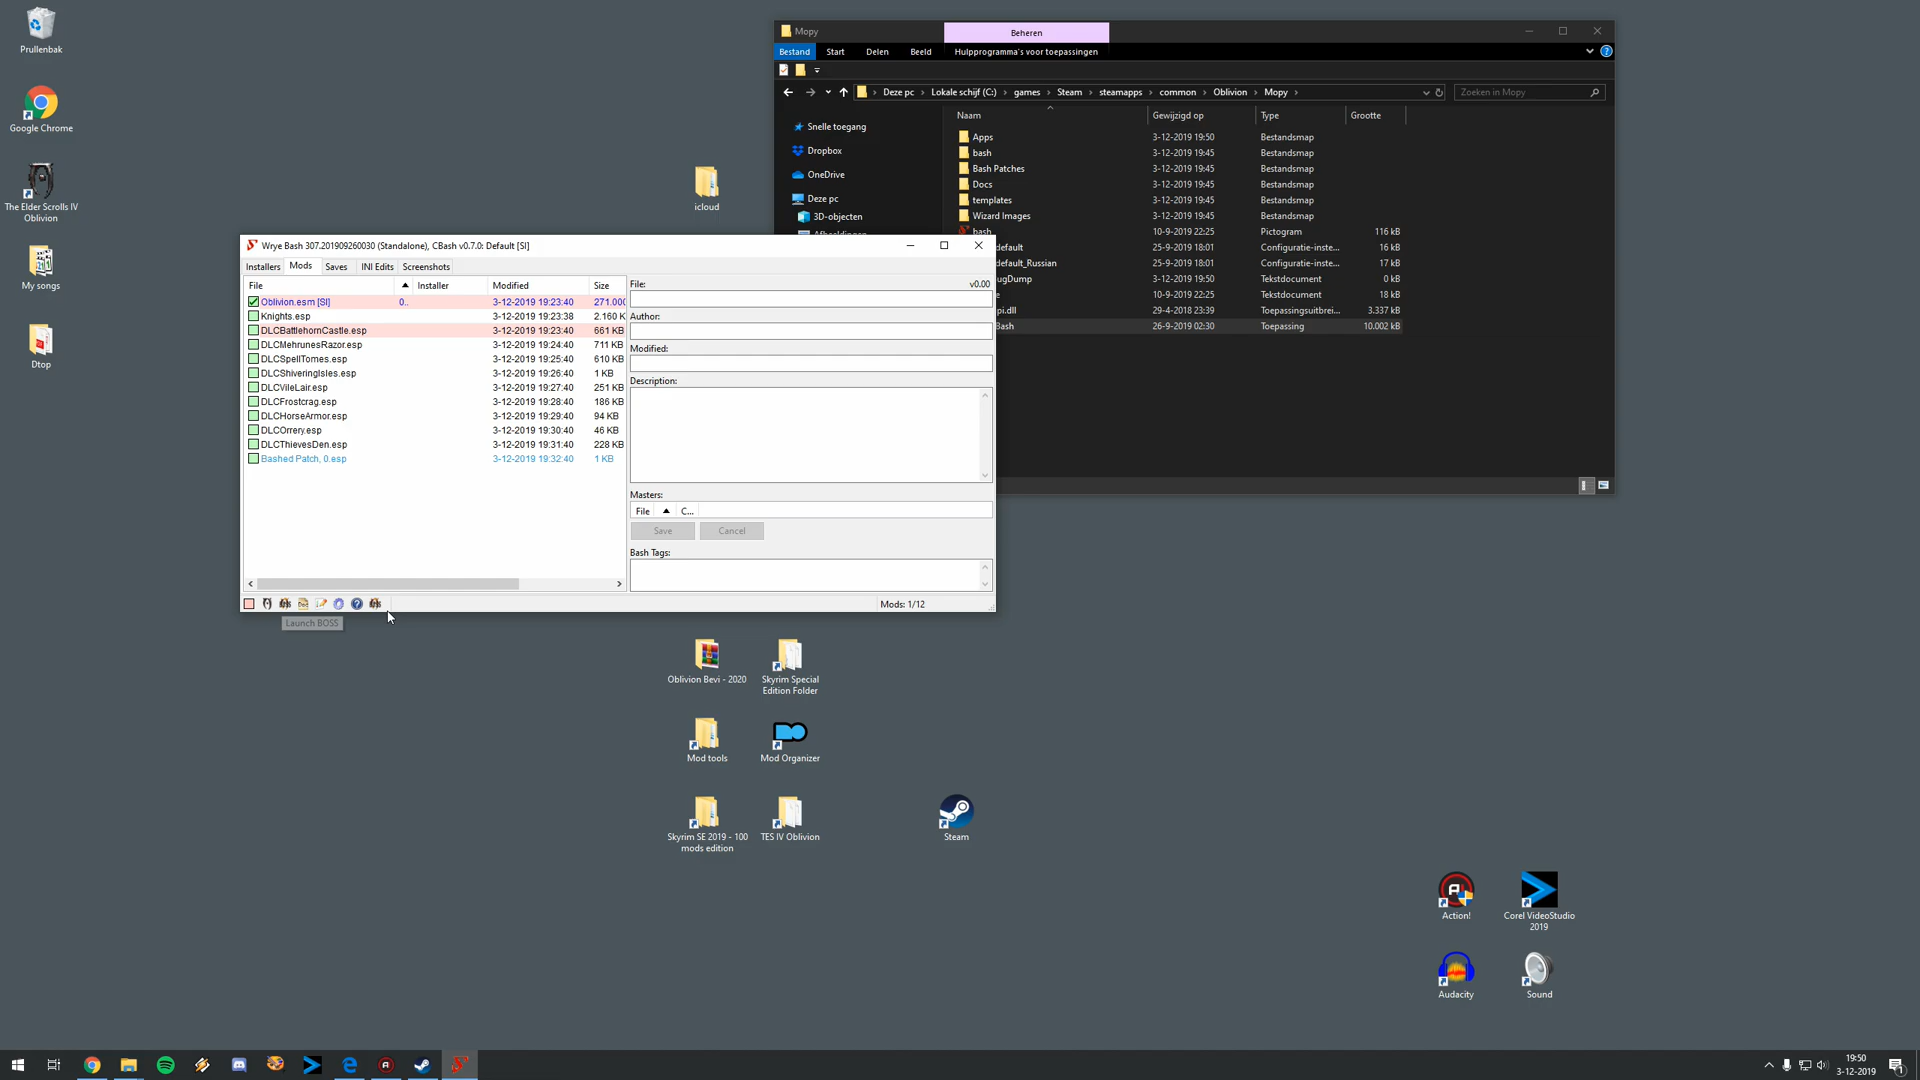 Prullenbak
Google Chrome
The Elder Scrolls IV
Oblivion
My songs
Dtop
icloud
Mopy
Beheren
Bestand
Start
Delen
Beeld
Hulpprogramma's voor toepassingen
Deze pc
Lokale schijf (C:)
games
Steam
steamapps
common
Oblivion
Mopy
Zoeken in Mopy
Snelle toegang
Dropbox
OneDrive
Deze pc
3D-objecten
Naam
Gewijzigd op
Type
Grootte
Apps 3-12-2019 19:50 Bestandsmap
bash 3-12-2019 19:45 Bestandsmap
Bash Patches 3-12-2019 19:45 Bestandsmap
Docs 3-12-2019 19:45 Bestandsmap
templates 3-12-2019 19:45 Bestandsmap
Wizard Images 3-12-2019 19:45 Bestandsmap
bash 10-9-2019 22:25 Pictogram 116 kB
default 25-9-2019 18:01 Configuratie-inste... 16 kB
default_Russian 25-9-2019 18:01 Configuratie-inste... 17 kB
ugDump 3-12-2019 19:50 Tekstdocument 0 kB
e 10-9-2019 22:25 Tekstdocument 18 kB
pi.dll 29-4-2018 23:39 Toepassingsuitbrei... 3.337 kB
Bash 26-9-2019 02:30 Toepassing 10.002 kB
Wrye Bash 307.201909260030 (Standalone), CBash v0.7.0: Default [SI]
Installers
Mods
Saves
INI Edits
Screenshots
File
Installer
Modified
Size
Oblivion.esm [SI] 0.. 3-12-2019 19:23:40 271.000
Knights.esp 3-12-2019 19:23:38 2.160 K
DLCBattlehornCastle.esp 3-12-2019 19:23:40 661 KB
DLCMehrunesRazor.esp 3-12-2019 19:24:40 711 KB
DLCSpellTomes.esp 3-12-2019 19:25:40 610 KB
DLCShiveringIsles.esp 3-12-2019 19:26:40 1 KB
DLCVileLair.esp 3-12-2019 19:27:40 251 KB
DLCFrostcrag.esp 3-12-2019 19:28:40 186 KB
DLCHorseArmor.esp 3-12-2019 19:29:40 94 KB
DLCOrrery.esp 3-12-2019 19:30:40 46 KB
DLCThievesDen.esp 3-12-2019 19:31:40 228 KB
Bashed Patch, 0.esp 3-12-2019 19:32:40 1 KB
File:
v0.00
Author:
Modified:
Description:
Masters:
File
C...
Save
Cancel
Bash Tags:
Mods: 1/12
Launch BOSS
Oblivion Bevi - 2020
Skyrim Special
Edition Folder
Mod tools
Mod Organizer
Skyrim SE 2019 - 100
mods edition
TES IV Oblivion
Steam
Action!
Corel VideoStudio
2019
Audacity
Sound
19:50
3-12-2019